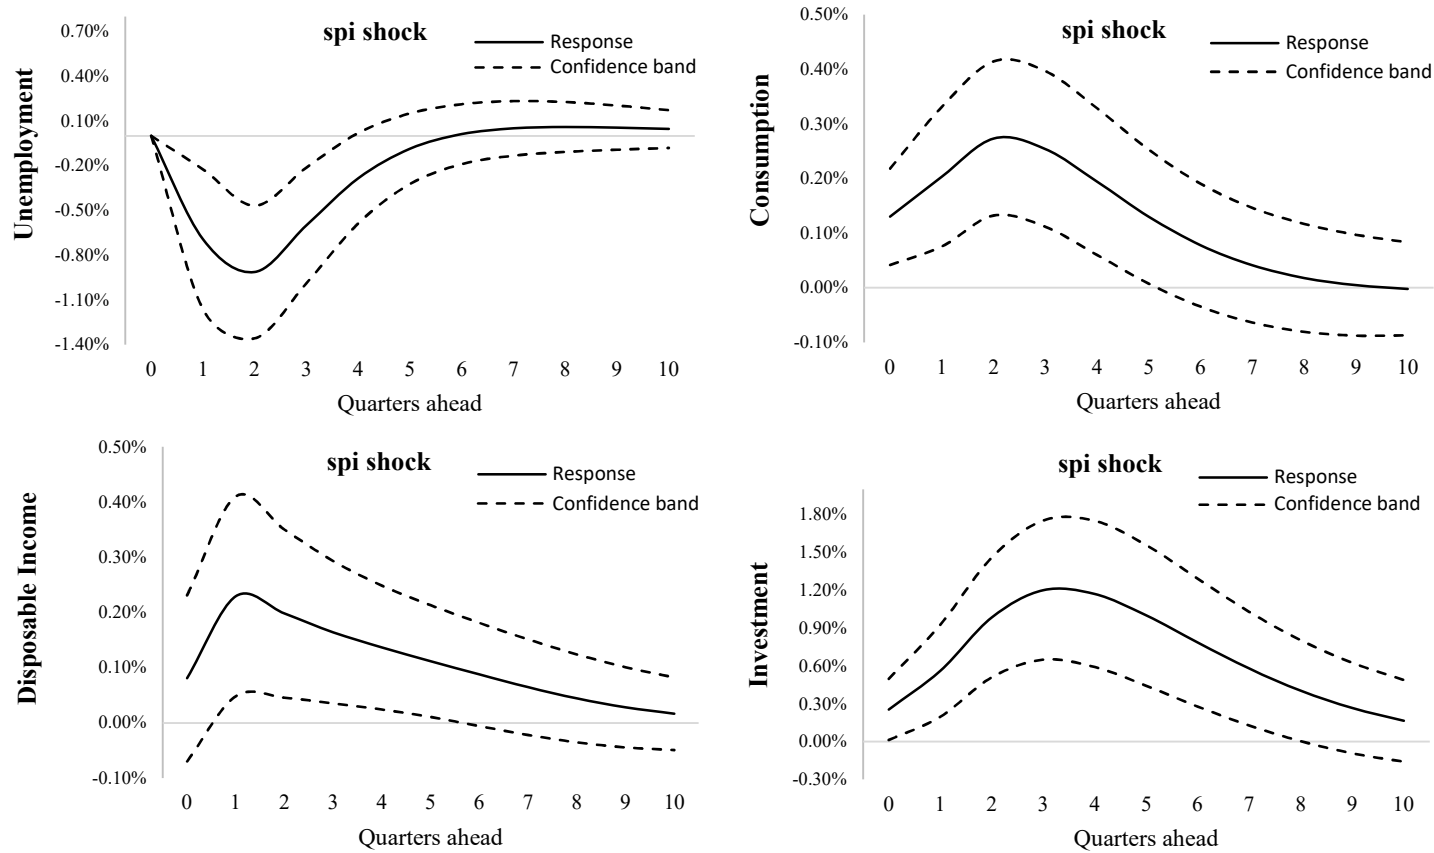 spi shock
Response
Confidence band
Unemployment
0.70%
0.40%
0.10%
-0.20%
-0.50%
-0.80%
-1.10%
-1.40%
0 1 2 3 4 5 6 7 8 9 10
Quarters ahead
spi shock
Response
Confidence band
Consumption
0.50%
0.40%
0.30%
0.20%
0.10%
0.00%
-0.10%
0 1 2 3 4 5 6 7 8 9 10
Quarters ahead
spi shock
Response
Confidence band
Disposable Income
0.50%
0.40%
0.30%
0.20%
0.10%
0.00%
-0.10%
0 1 2 3 4 5 6 7 8 9 10
Quarters ahead
spi shock
Response
Confidence band
Investment
1.80%
1.50%
1.20%
0.90%
0.60%
0.30%
0.00%
-0.30%
0 1 2 3 4 5 6 7 8 9 10
Quarters ahead